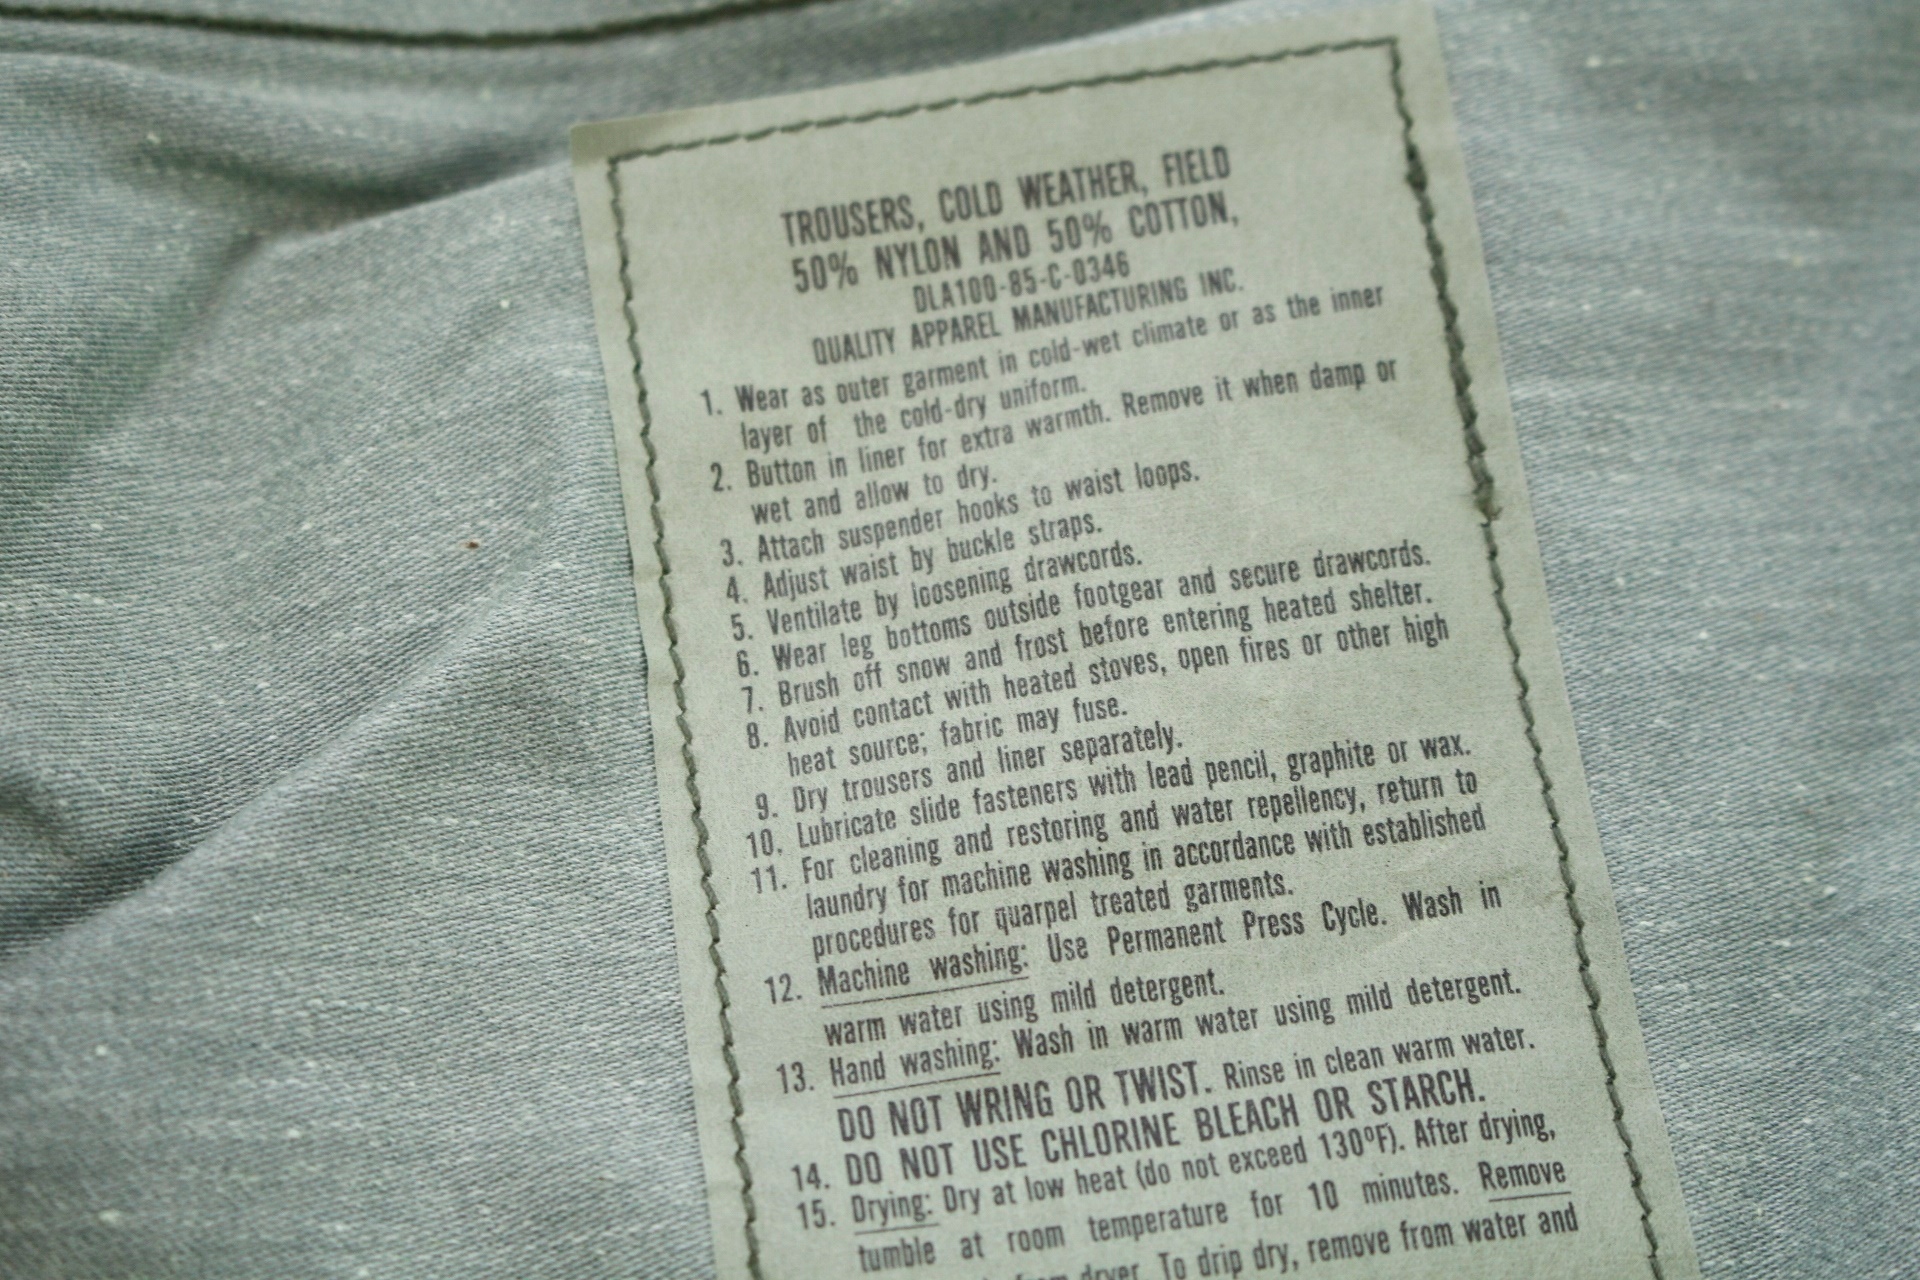 TROUSERS, COLD WEATHER, FIELD
50% NYLON AND 50% COTTON,
DLA100-85-C-0346
QUALITY APPAREL MANUFACTURING INC.
1. Wear as outer garment in cold-wet climate or as the inner
layer of the cold-dry uniform.
2. Button in liner for extra warmth. Remove it when damp or
wet and allow to dry.
3. Attach suspender hooks to waist loops.
4. Adjust waist by buckle straps.
5. Ventilate by loosening drawcords.
6. Wear leg bottoms outside footgear and secure drawcords.
7. Brush off snow and frost before entering heated shelter.
8. Avoid contact with heated stoves, open fires or other high
heat source; fabric may fuse.
9. Dry trousers and liner separately.
10. Lubricate slide fasteners with lead pencil, graphite or wax.
11. For cleaning and restoring and water repellency, return to
laundry for machine washing in accordance with established
procedures for quarpel treated garments.
12. Machine washing: Use Permanent Press Cycle. Wash in
warm water using mild detergent.
13. Hand washing: Wash in warm water using mild detergent.
DO NOT WRING OR TWIST. Rinse in clean warm water.
14. DO NOT USE CHLORINE BLEACH OR STARCH.
15. Drying: Dry at low heat (do not exceed 130ºF). After drying,
tumble at room temperature for 10 minutes. Remove
from dryer. To drip dry, remove from water and